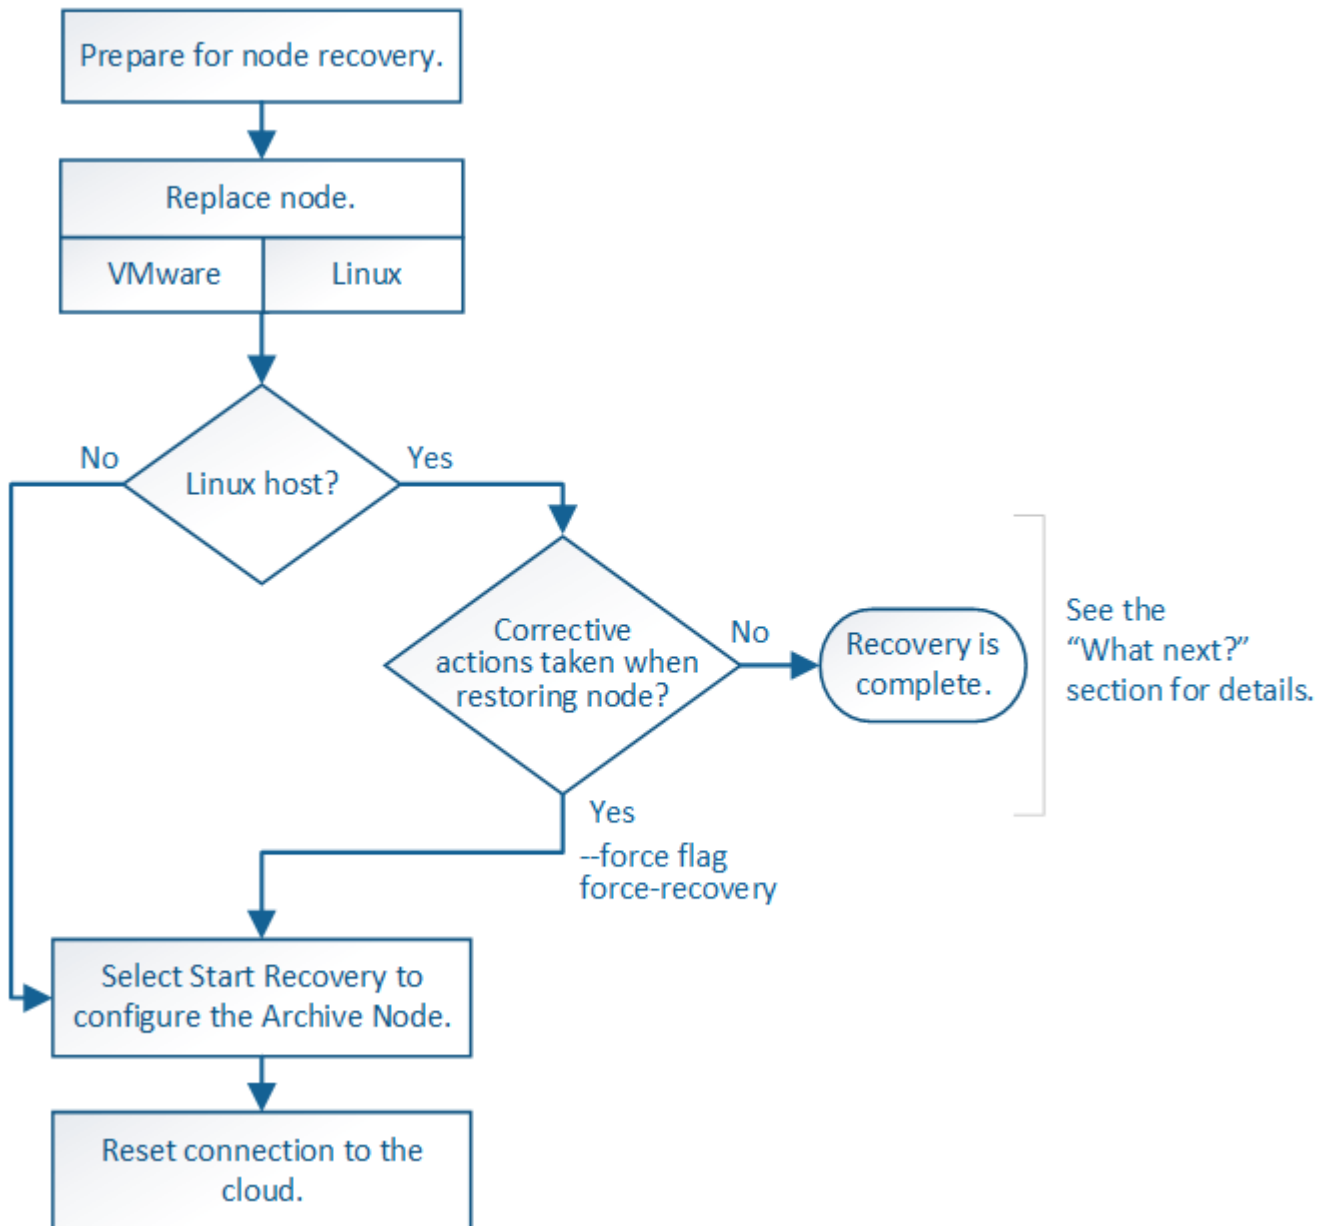 Prepare for node recovery.
Replace node.
VMware
Linux
No
Yes
Linux host?
Corrective
actions taken when
restoring node?
No
Recovery is
complete.
See the
“What next?”
section for details.
Yes
--force flag
force-recovery
Select Start Recovery to
configure the Archive Node.
Reset connection to the
cloud.